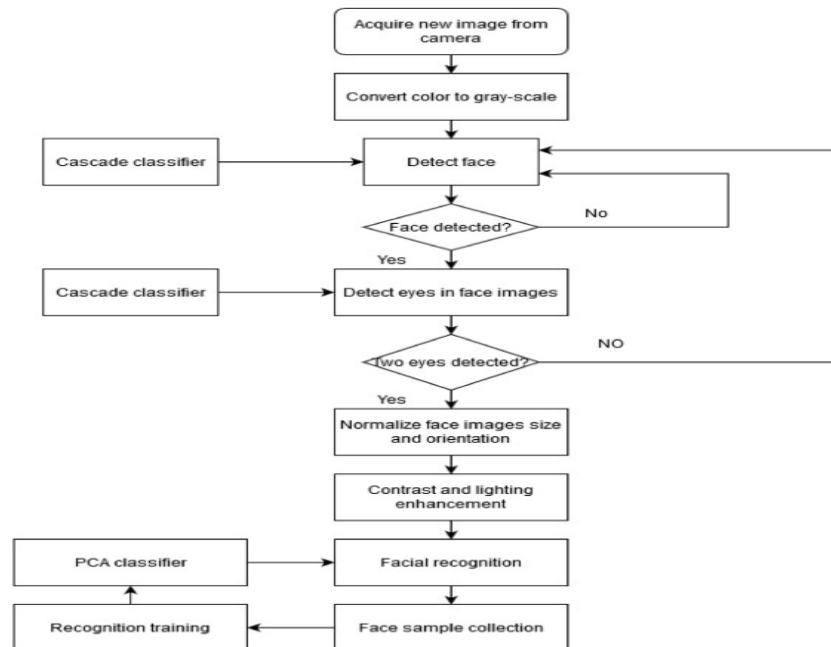 Acquire new image from
camera
Convert color to gray-scale
Cascade classifier
Detect face
Face detected?
No
Yes
Cascade classifier
Detect eyes in face images
Two eyes detected?
NO
Yes
Normalize face images size
and orientation
Contrast and lighting
enhancement
PCA classifier
Facial recognition
Recognition training
Face sample collection